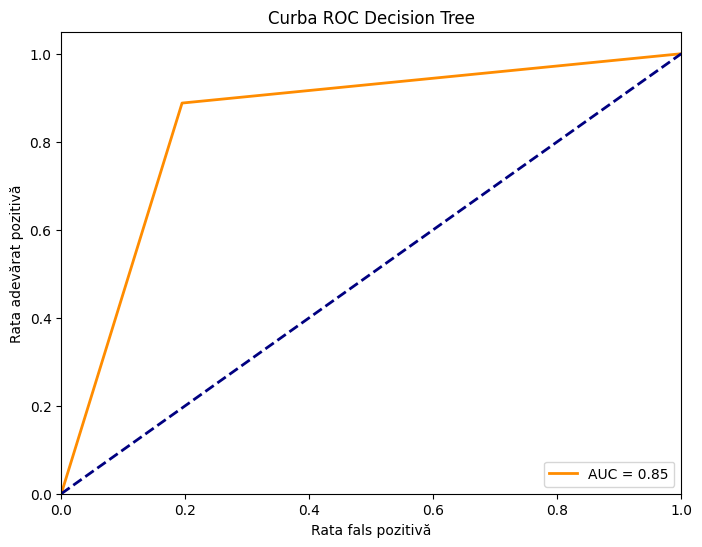 Curba ROC Decision Tree
1.0
0.8
0.6
0.4
0.2
0.0
Rata adevărat pozitivă
AUC = 0.85
0.0 0.2 0.4 0.6 0.8 1.0
Rata fals pozitivă